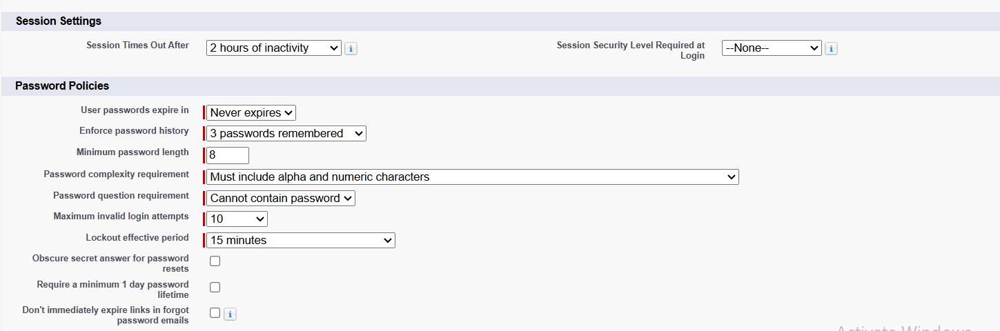 Session Settings
Session Times Out After
2 hours of inactivity
i
Session Security Level Required at
Login
--None--
i
Password Policies
User passwords expire in
Never expires
Enforce password history
3 passwords remembered
Minimum password length
8
Password complexity requirement
Must include alpha and numeric characters
Password question requirement
Cannot contain password
Maximum invalid login attempts
10
Lockout effective period
15 minutes
Obscure secret answer for password
resets
Require a minimum 1 day password
lifetime
Don't immediately expire links in forgot
password emails
i
Activate Windows